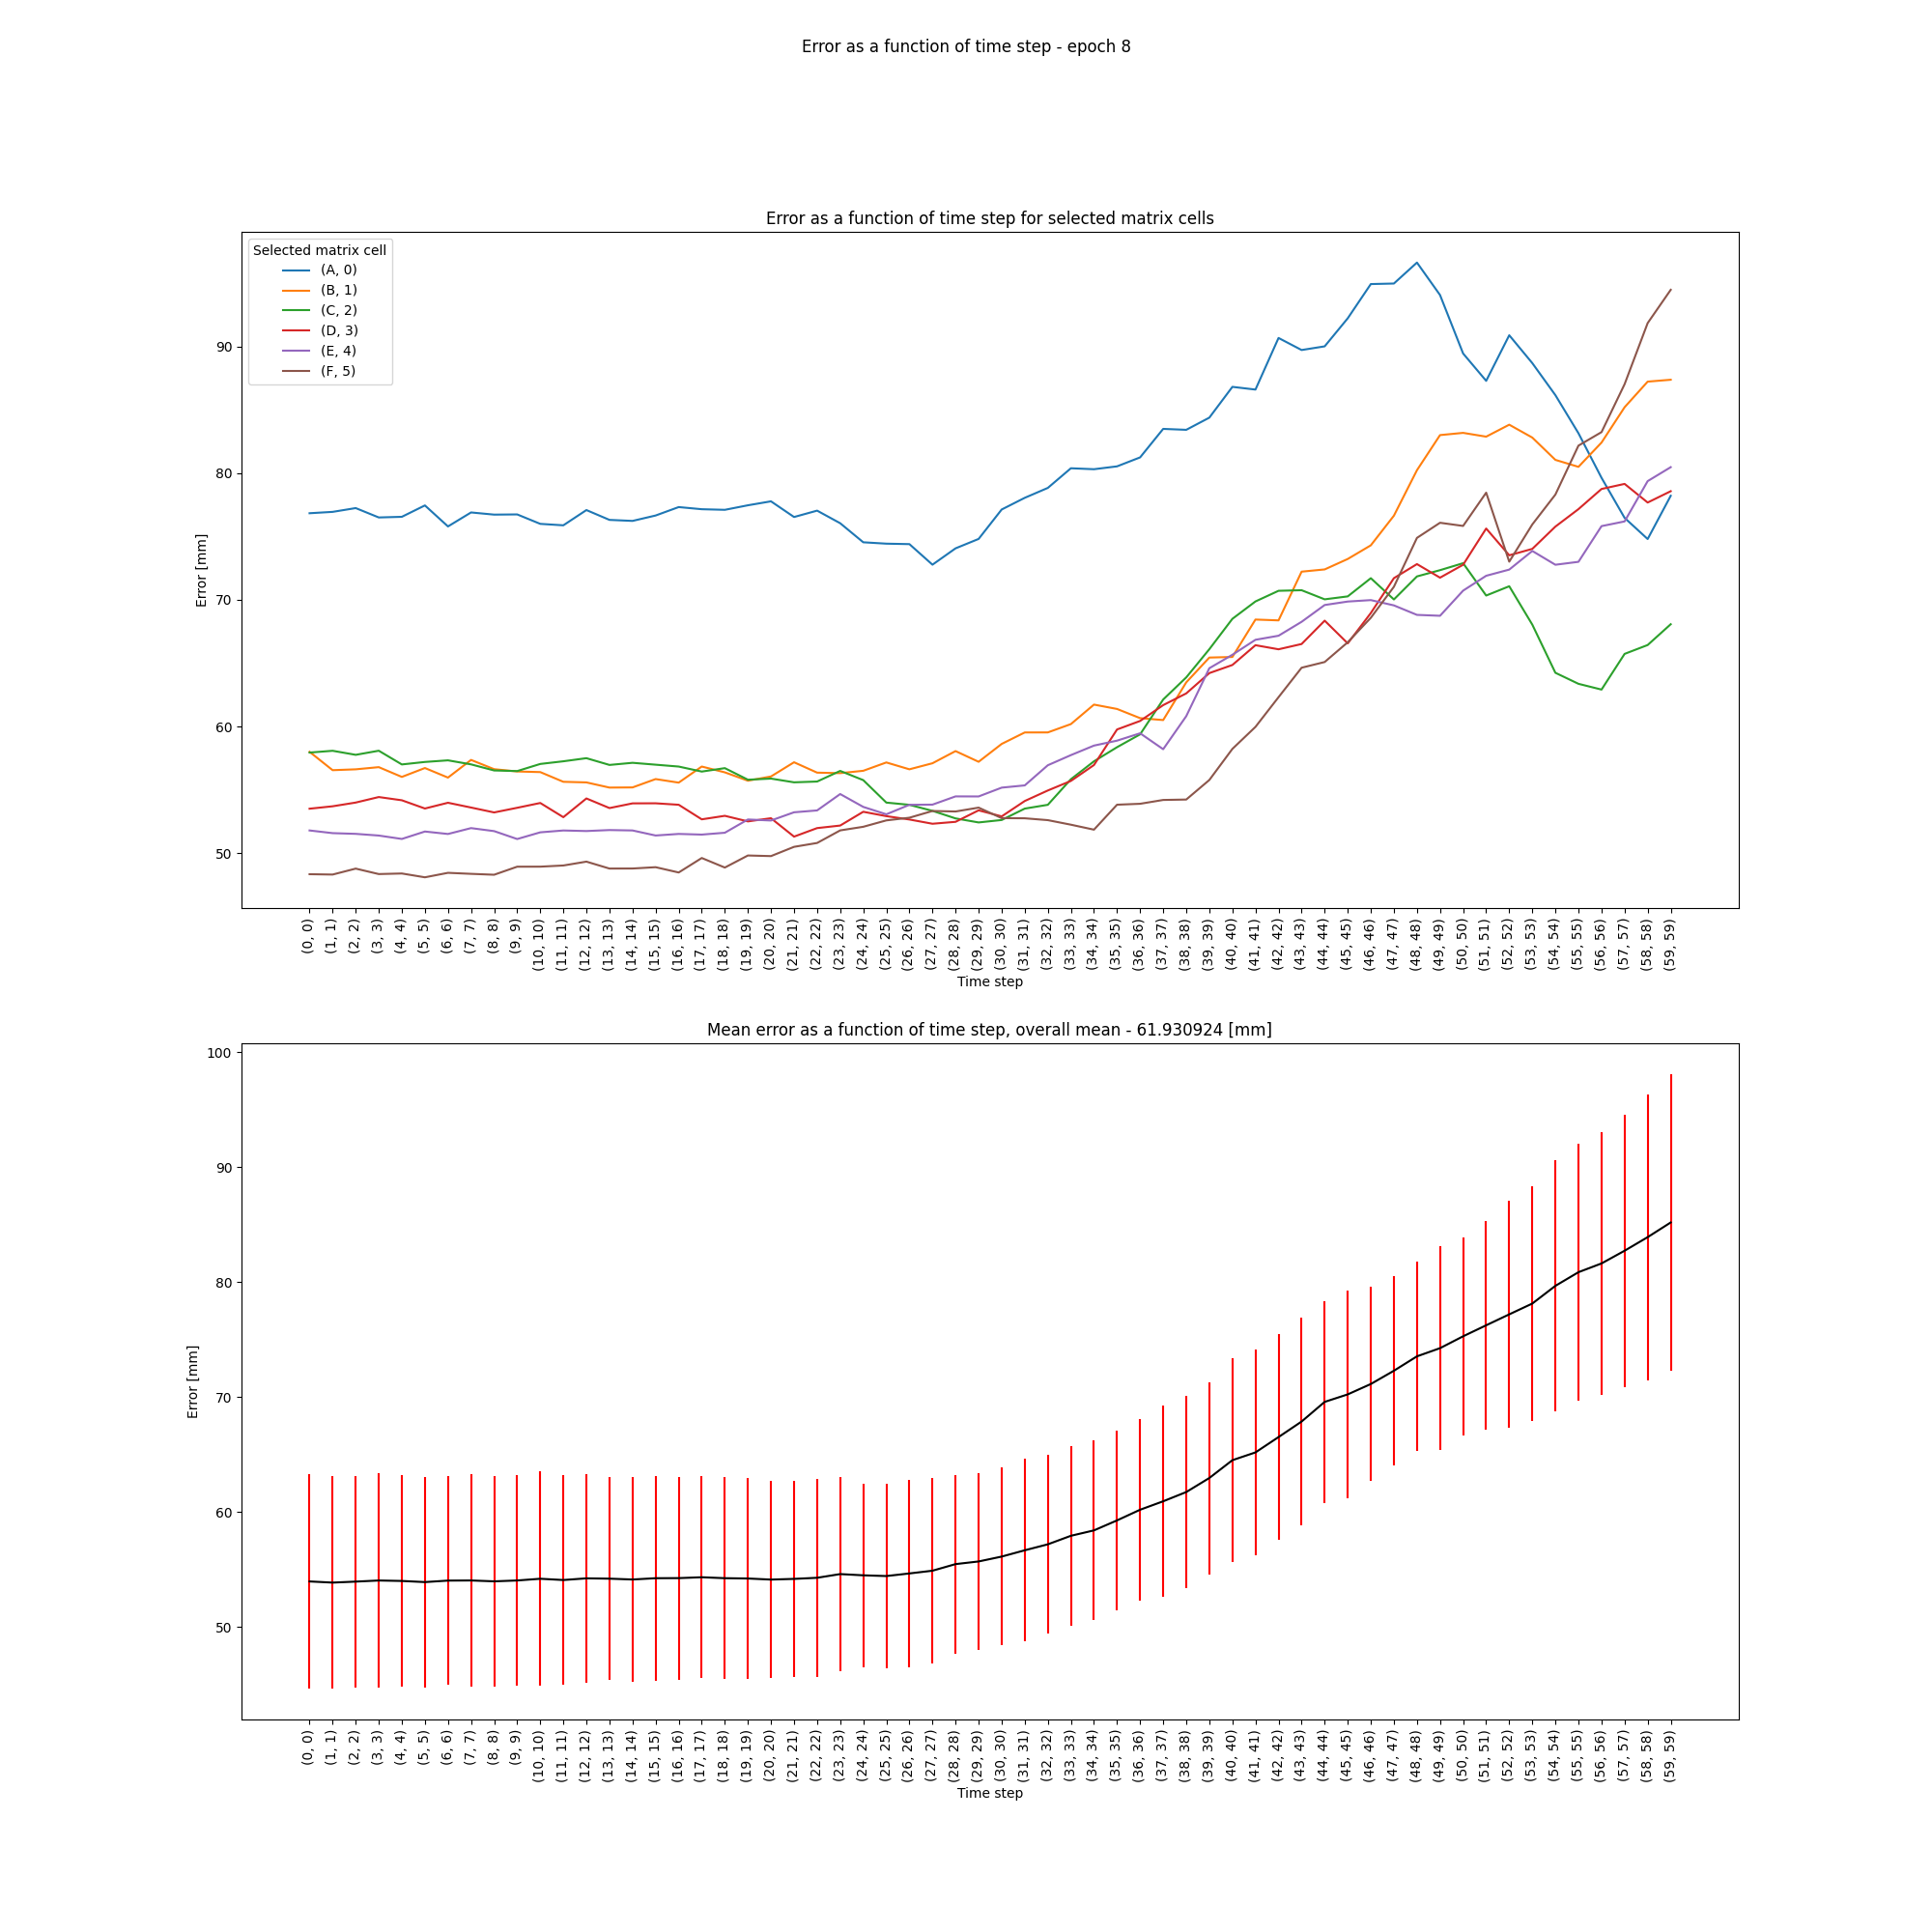 Error as a function of time step - epoch 8
Error as a function of time step for selected matrix cells
Selected matrix cell
(A, 0)
(B, 1)
(C, 2)
(D, 3)
(E, 4)
(F, 5)
Error [mm]
90
80
70
60
50
(0, 0) (1, 1) (2, 2) (3, 3) (4, 4) (5, 5) (6, 6) (7, 7) (8, 8) (9, 9) (10, 10) (11, 11) (12, 12) (13, 13) (14, 14) (15, 15) (16, 16) (17, 17) (18, 18) (19, 19) (20, 20) (21, 21) (22, 22) (23, 23) (24, 24) (25, 25) (26, 26) (27, 27) (28, 28) (29, 29) (30, 30) (31, 31) (32, 32) (33, 33) (34, 34) (35, 35) (36, 36) (37, 37) (38, 38) (39, 39) (40, 40) (41, 41) (42, 42) (43, 43) (44, 44) (45, 45) (46, 46) (47, 47) (48, 48) (49, 49) (50, 50) (51, 51) (52, 52) (53, 53) (54, 54) (55, 55) (56, 56) (57, 57) (58, 58) (59, 59)
Time step
Mean error as a function of time step, overall mean - 61.930924 [mm]
Error [mm]
100
90
80
70
60
50
(0, 0) (1, 1) (2, 2) (3, 3) (4, 4) (5, 5) (6, 6) (7, 7) (8, 8) (9, 9) (10, 10) (11, 11) (12, 12) (13, 13) (14, 14) (15, 15) (16, 16) (17, 17) (18, 18) (19, 19) (20, 20) (21, 21) (22, 22) (23, 23) (24, 24) (25, 25) (26, 26) (27, 27) (28, 28) (29, 29) (30, 30) (31, 31) (32, 32) (33, 33) (34, 34) (35, 35) (36, 36) (37, 37) (38, 38) (39, 39) (40, 40) (41, 41) (42, 42) (43, 43) (44, 44) (45, 45) (46, 46) (47, 47) (48, 48) (49, 49) (50, 50) (51, 51) (52, 52) (53, 53) (54, 54) (55, 55) (56, 56) (57, 57) (58, 58) (59, 59)
Time step